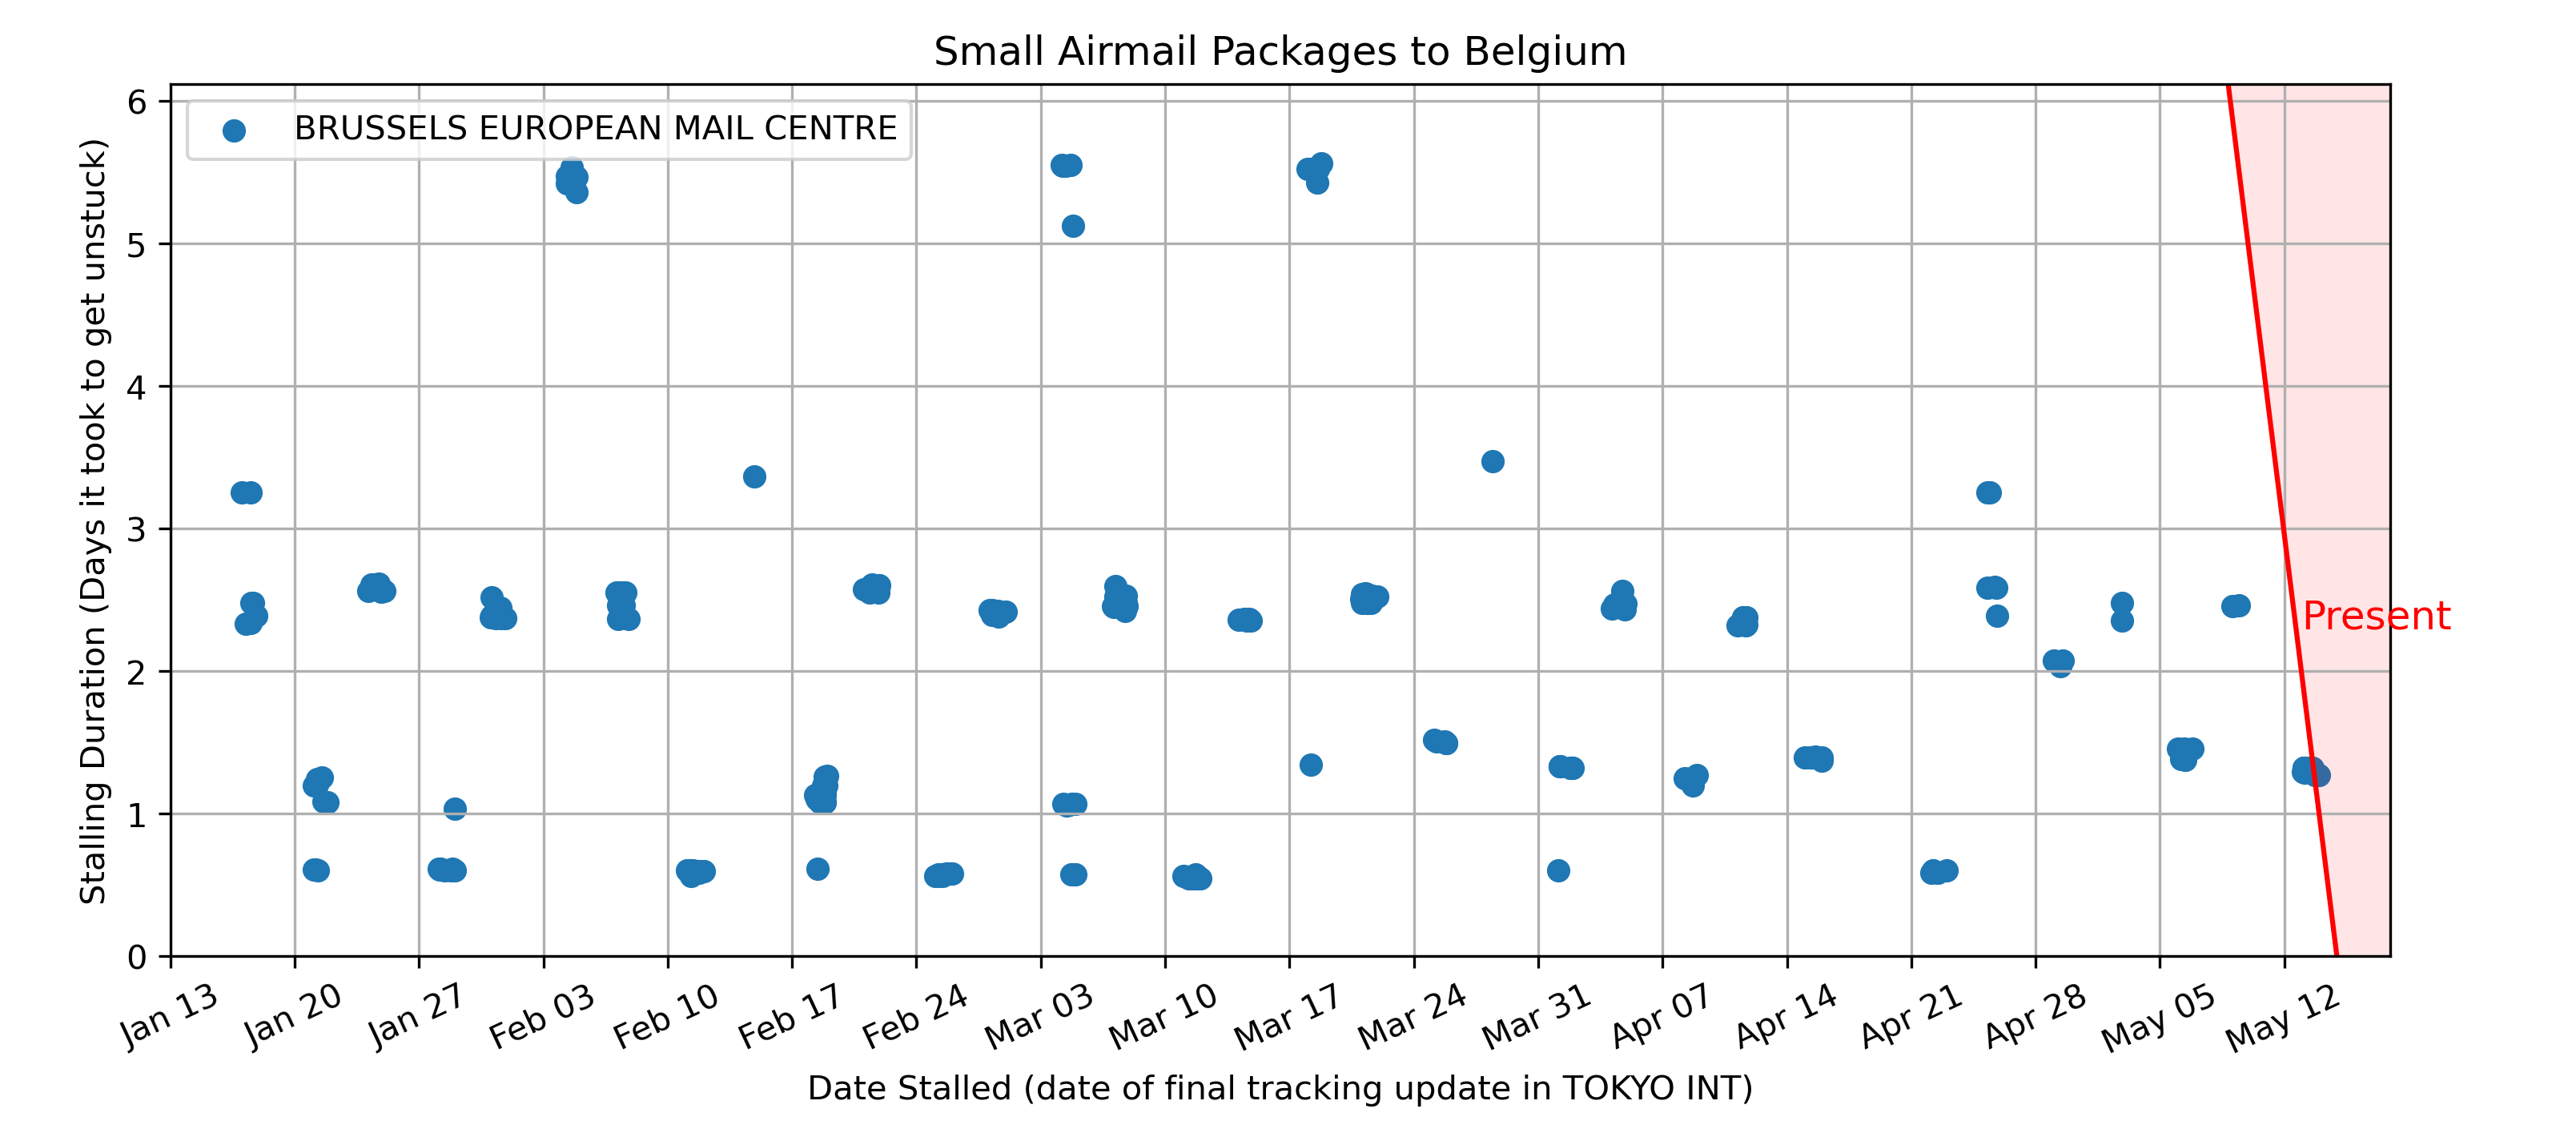 Small Airmail Packages to Belgium
BRUSSELS EUROPEAN MAIL CENTRE
Stalling Duration (Days it took to get unstuck)
6
5
4
3
2
1
0
Present
Jan 13
Jan 20
Jan 27
Feb 03
Feb 10
Feb 17
Feb 24
Mar 03
Mar 10
Mar 17
Mar 24
Mar 31
Apr 07
Apr 14
Apr 21
Apr 28
May 05
May 12
Date Stalled (date of final tracking update in TOKYO INT)